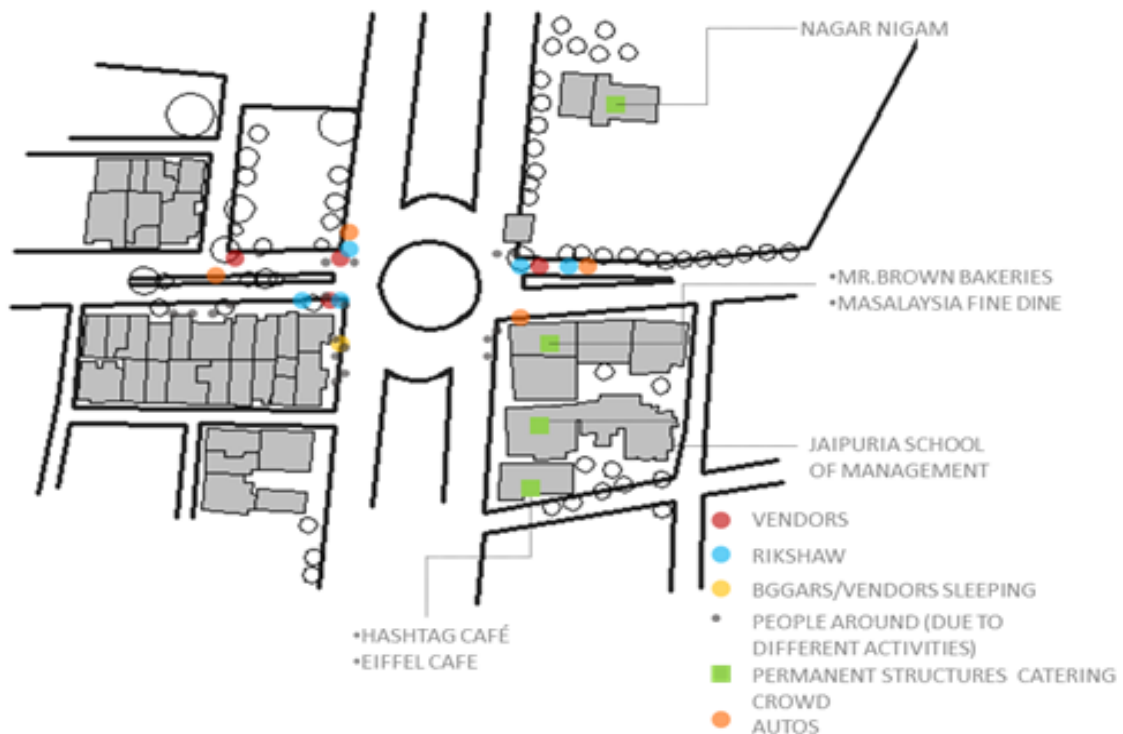 NAGAR NIGAM
•MR.BROWN BAKERIES
•MASALAYSIA FINE DINE
JAIPURIA SCHOOL
OF MANAGEMENT
VENDORS
RIKSHAW
BGGARS/VENDORS SLEEPING
PEOPLE AROUND (DUE TO
DIFFERENT ACTIVITIES)
PERMANENT STRUCTURES CATERING
CROWD
AUTOS
•HASHTAG CAFÉ
•EIFFEL CAFE